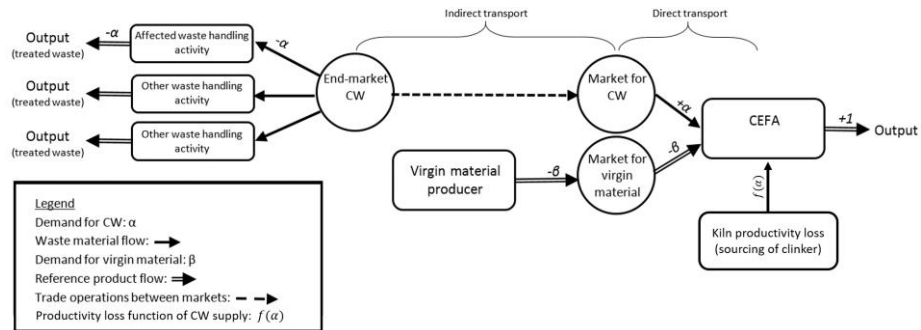 Indirect transport
Direct transport
Output
(treated waste)
-α
Affected waste handling
activity
-α
Output
(treated waste)
Other waste handling
activity
Output
(treated waste)
Other waste handling
activity
End-market
CW
Market for
CW
+α
CEFA
+1
Output
Virgin material
producer
-β
Market for
virgin
material
-β
f(α)
Kiln productivity loss
(sourcing of clinker)
Legend
Demand for CW: α
Waste material flow:
Demand for virgin material: β
Reference product flow:
Trade operations between markets:
Productivity loss function of CW supply: f(α)